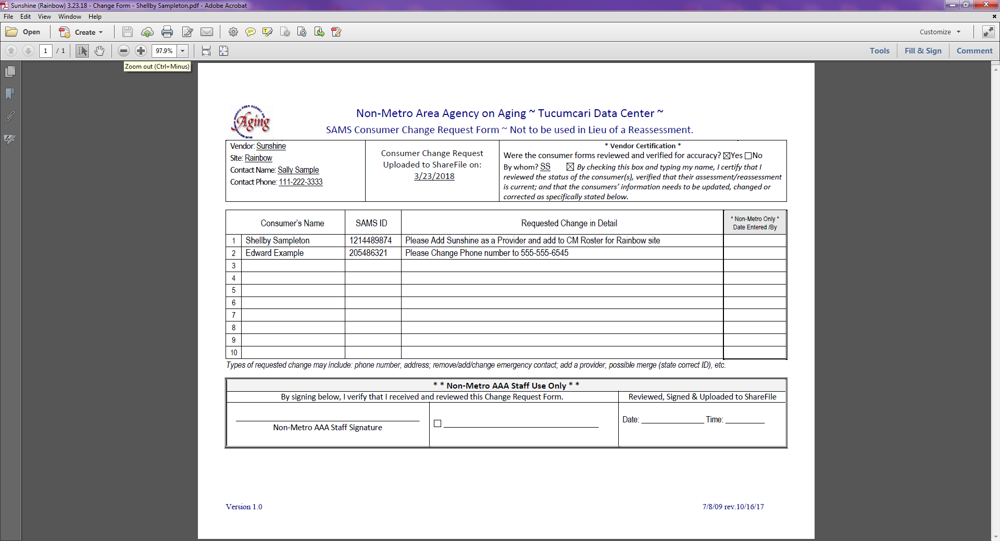 Sunshine (Rainbow) 3.23.18 - Change Form - Shellby Sampleton.pdf - Adobe Acrobat
File Edit View Window Help
Open Create Customize
1 / 1 97.9% Tools Fill & Sign Comment
Zoom out (Ctrl+Minus)
Aging
Non-Metro Area Agency on Aging ~ Tucumcari Data Center ~
SAMS Consumer Change Request Form ~ Not to be used in Lieu of a Reassessment.
Vendor: Sunshine
Site: Rainbow
Contact Name: Sally Sample
Contact Phone: 111-222-3333
Consumer Change Request
Uploaded to ShareFile on:
3/23/2018
* Vendor Certification *
Were the consumer forms reviewed and verified for accuracy? ☒Yes ☐No
By whom? SS ☒ By checking this box and typing my name, I certify that I
reviewed the status of the consumer(s), verified that their assessment/reassessment
is current; and that the consumers' information needs to be updated, changed or
corrected as specifically stated below.
Consumer's Name SAMS ID Requested Change in Detail * Non-Metro Only *
Date Entered /By
1 Shellby Sampleton 1214489874 Please Add Sunshine as a Provider and add to CM Roster for Rainbow site
2 Edward Example 205486321 Please Change Phone number to 555-555-6545
3
4
5
6
7
8
9
10
Types of requested change may include: phone number, address; remove/add/change emergency contact; add a provider, possible merge (state correct ID), etc.
* * Non-Metro AAA Staff Use Only * *
By signing below, I verify that I received and reviewed this Change Request Form. Reviewed, Signed & Uploaded to ShareFile
Non-Metro AAA Staff Signature
Date: _______________ Time: _________
Version 1.0 7/8/09 rev.10/16/17